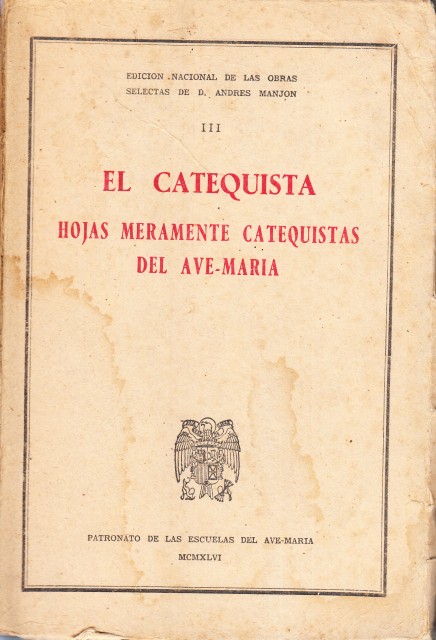 EDICION NACIONAL DE LAS OBRAS
SELECTAS DE D. ANDRES MANJON
III
EL CATEQUISTA
HOJAS MERAMENTE CATEQUISTAS
DEL AVE-MARIA
PATRONATO DE LAS ESCUELAS DEL AVE-MARIA
MCMXLVI